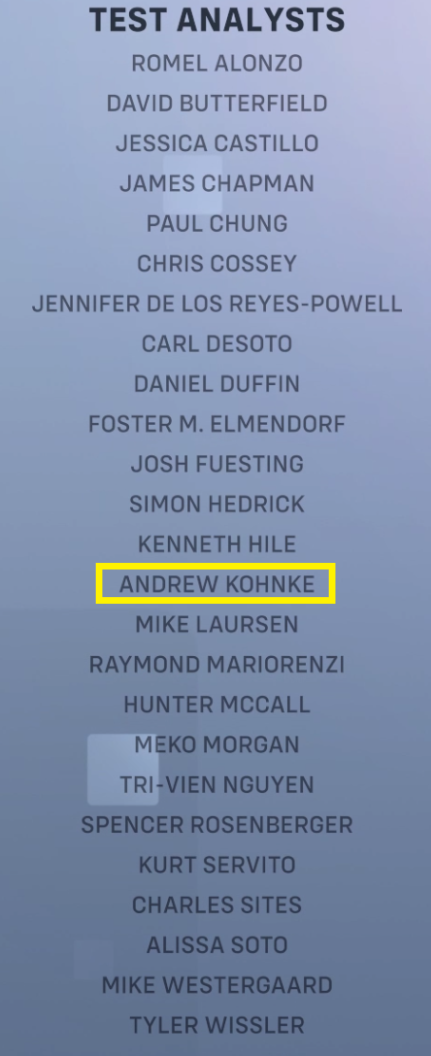 TEST ANALYSTS
ROMEL ALONZO
DAVID BUTTERFIELD
JESSICA CASTILLO
JAMES CHAPMAN
PAUL CHUNG
CHRIS COSSEY
JENNIFER DE LOS REYES-POWELL
CARL DESOTO
DANIEL DUFFIN
FOSTER M. ELMENDORF
JOSH FUESTING
SIMON HEDRICK
KENNETH HILE
ANDREW KOHNKE
MIKE LAURSEN
RAYMOND MARIORENZI
HUNTER MCCALL
MEKO MORGAN
TRI-VIEN NGUYEN
SPENCER ROSENBERGER
KURT SERVITO
CHARLES SITES
ALISSA SOTO
MIKE WESTERGAARD
TYLER WISSLER